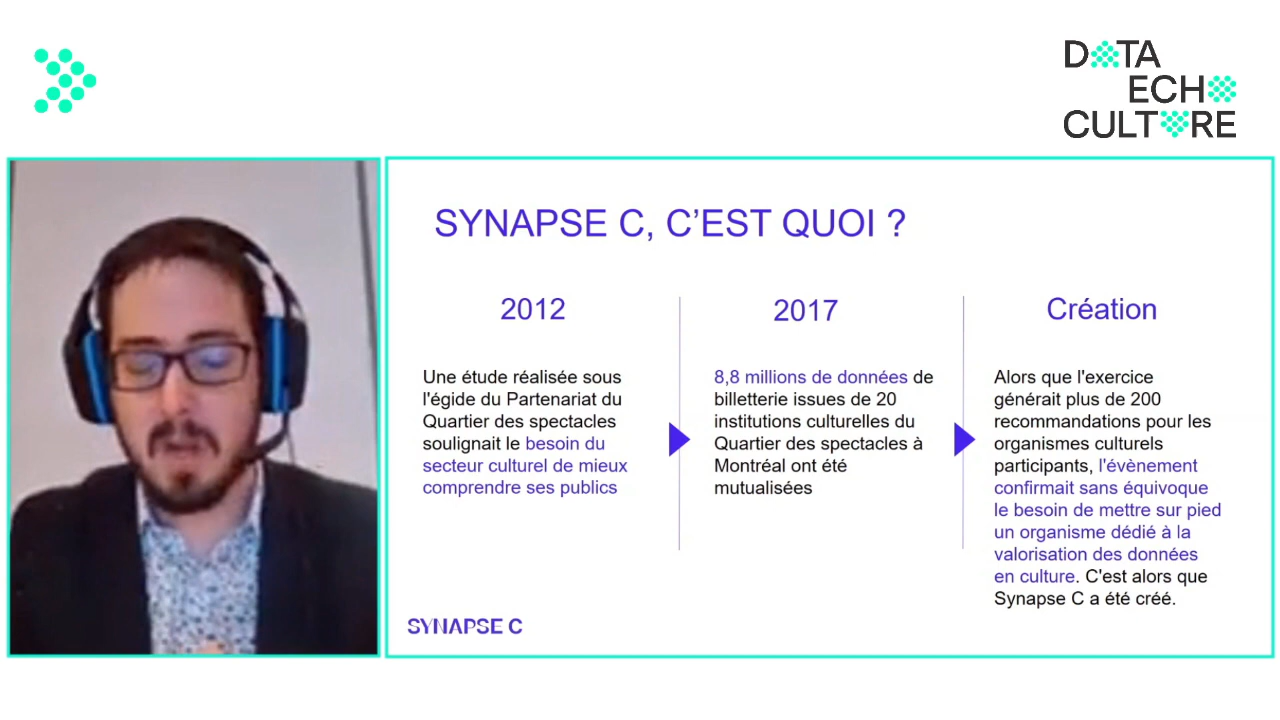 DATA
ECHO
CULTURE
SYNAPSE C, C'EST QUOI ?
2012
Une étude réalisée sous
l'égide du Partenariat du
Quartier des spectacles
soulignait le besoin du
secteur culturel de mieux
comprendre ses publics
2017
8,8 millions de données de
billetterie issues de 20
institutions culturelles du
Quartier des spectacles à
Montréal ont été
mutualisées
Création
Alors que l'exercice
générait plus de 200
recommandations pour les
organismes culturels
participants, l'évènement
confirmait sans équivoque
le besoin de mettre sur pied
un organisme dédié à la
valorisation des données
en culture. C'est alors que
Synapse C a été créé.
SYNAPSE C